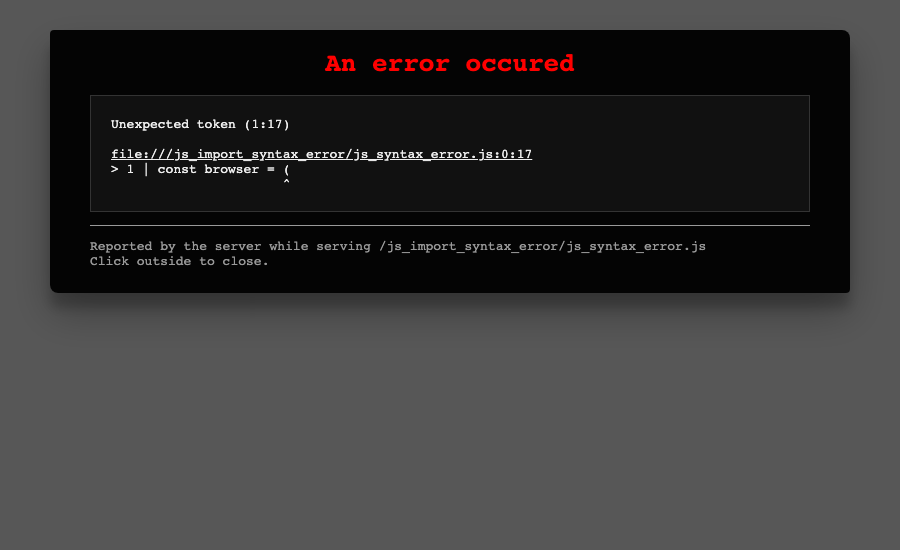 An error occured
Unexpected token (1:17)
file:///js_import_syntax_error/js_syntax_error.js:0:17
> 1 | const browser = (
^
Reported by the server while serving /js_import_syntax_error/js_syntax_error.js
Click outside to close.